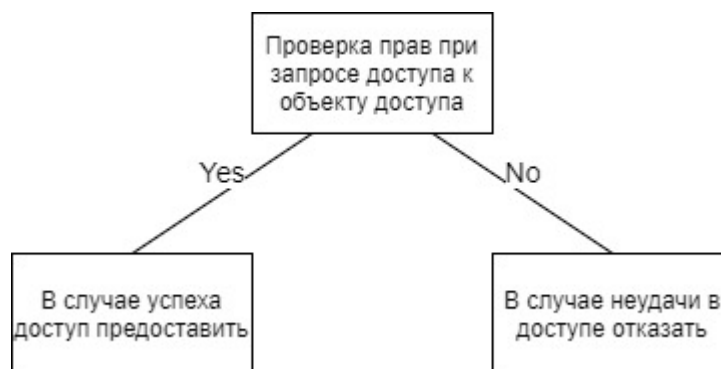 Проверка прав при
запросе доступа к
объекту доступа
Yes
No
В случае успеха
доступ предоставить
В случае неудачи в
доступе отказать